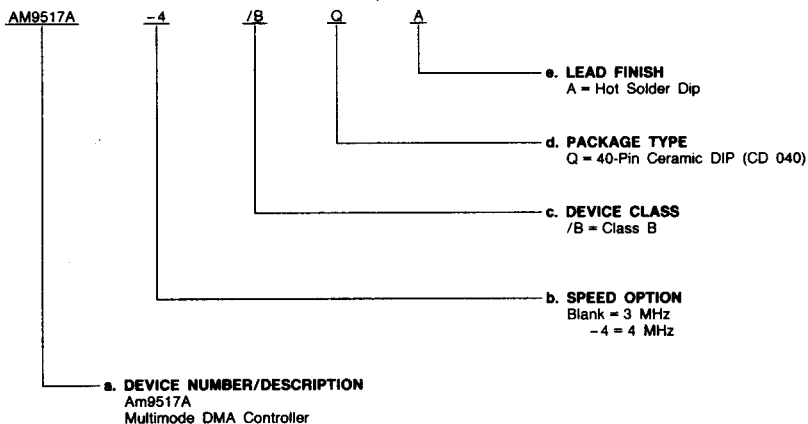 AM9517A -4 /B Q A
e. LEAD FINISH
A = Hot Solder Dip
d. PACKAGE TYPE
Q = 40-Pin Ceramic DIP (CD 040)
c. DEVICE CLASS
/B = Class B
b. SPEED OPTION
Blank = 3 MHz
-4 = 4 MHz
a. DEVICE NUMBER/DESCRIPTION
Am9517A
Multimode DMA Controller